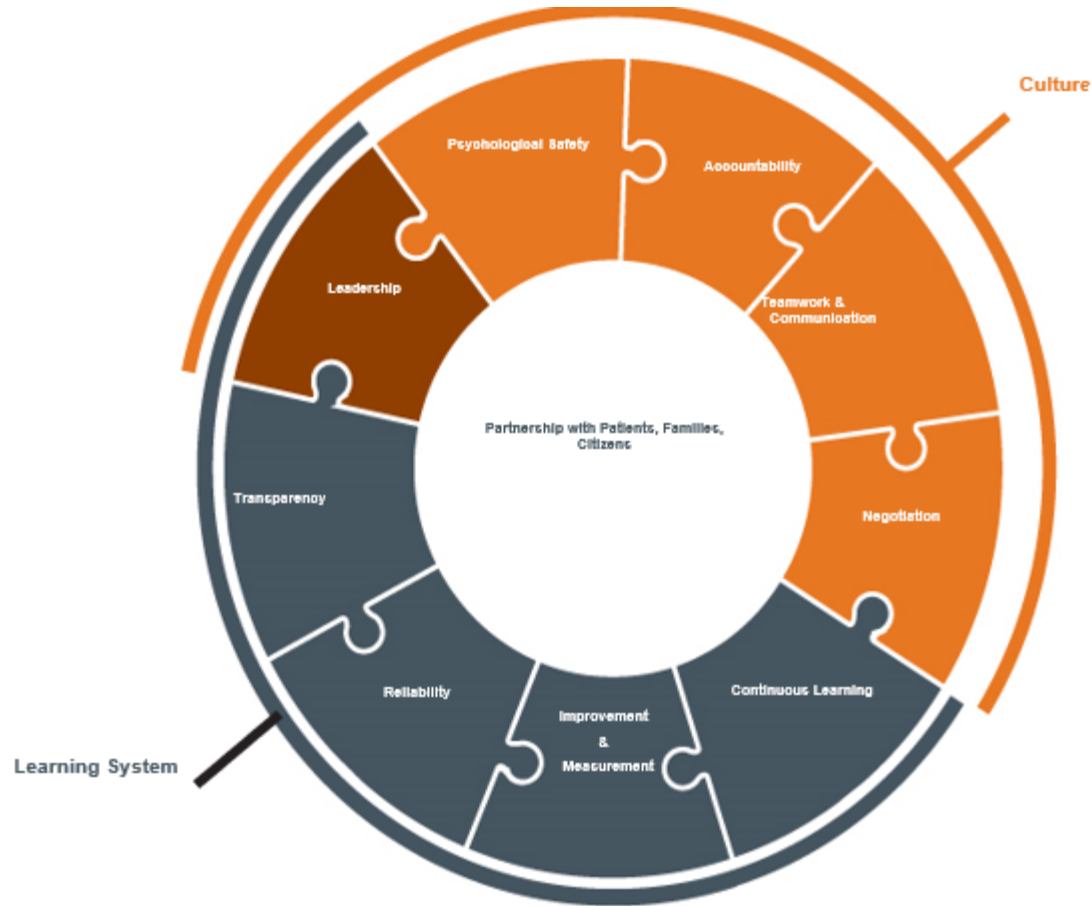 Culture
Psychological Safety
Accountability
Leadership
Teamwork &
Communication
Partnership with Patients, Families,
Citizens
Transparency
Negotiation
Reliability
Continuous Learning
Improvement
&
Measurement
Learning System